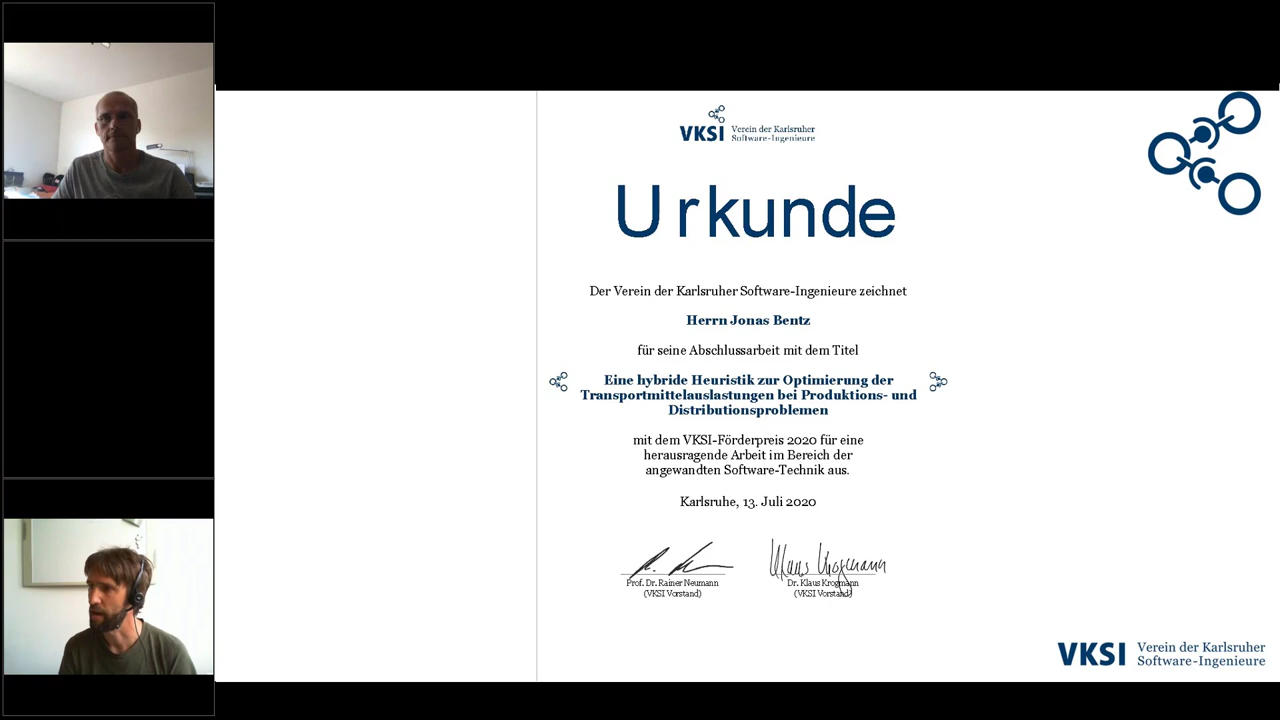 VKSI Verein der Karlsruher
Software-Ingenieure
Urkunde
Der Verein der Karlsruher Software-Ingenieure zeichnet
Herrn Jonas Bentz
für seine Abschlussarbeit mit dem Titel
Eine hybride Heuristik zur Optimierung der
Transportmittelauslastungen bei Produktions- und
Distributionsproblemen
mit dem VKSI-Förderpreis 2020 für eine
herausragende Arbeit im Bereich der
angewandten Software-Technik aus.
Karlsruhe, 13. Juli 2020
Klaus Krogmann
Prof. Dr. Rainer Neumann
(VKSI Vorstand)
Dr. Klaus Krogmann
(VKSI Vorstand)
VKSI Verein der Karlsruher
Software-Ingenieure